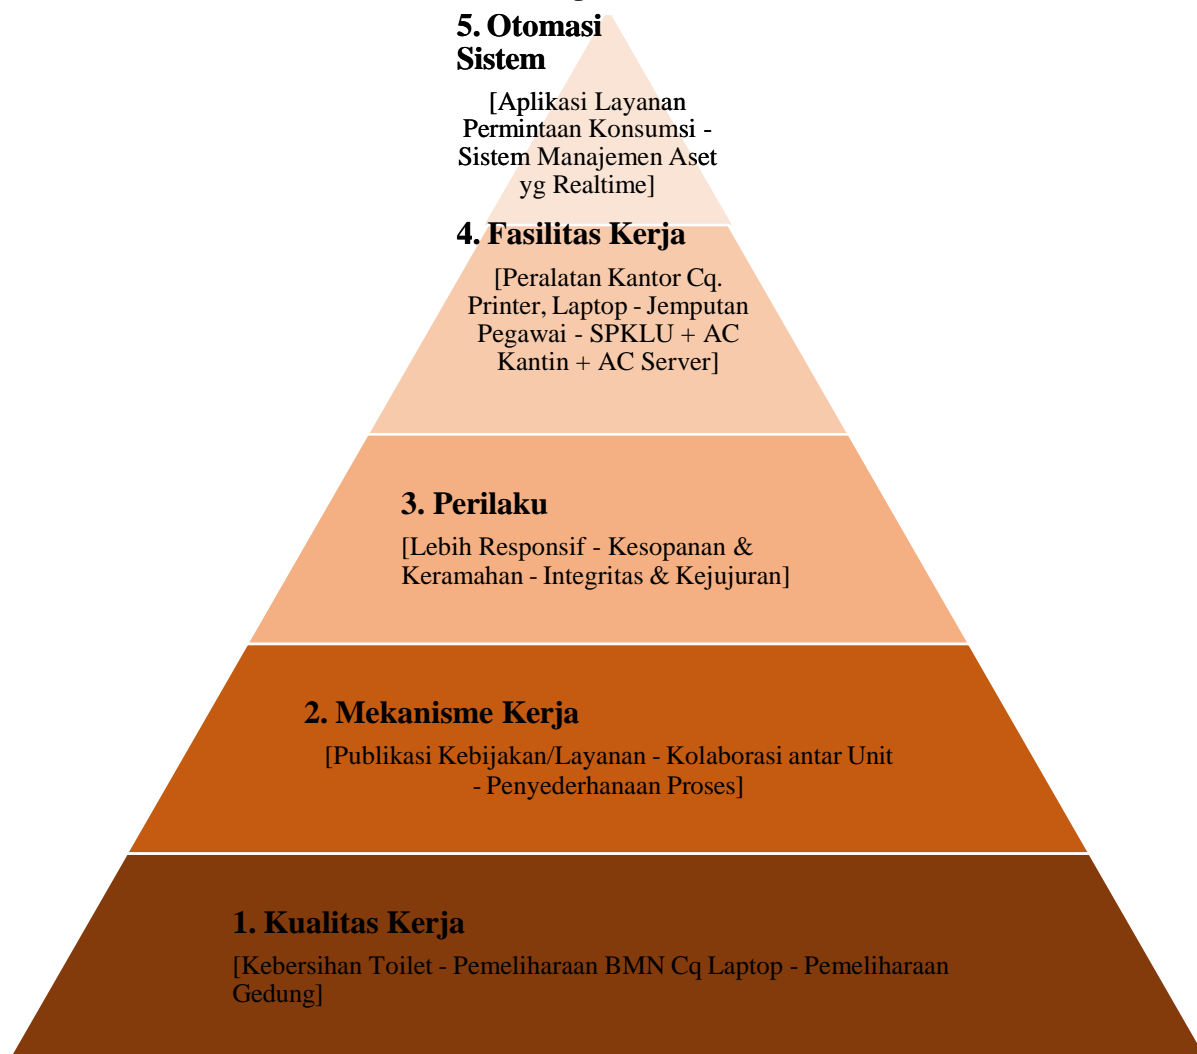 5. Otomasi
Sistem
[Aplikasi Layanan
Permintaan Konsumsi -
Sistem Manajemen Aset
yg Realtime]
4. Fasilitas Kerja
[Peralatan Kantor Cq.
Printer, Laptop - Jemputan
Pegawai - SPKLU + AC
Kantin + AC Server]
3. Perilaku
[Lebih Responsif - Kesopanan &
Keramahan - Integritas & Kejujuran]
2. Mekanisme Kerja
[Publikasi Kebijakan/Layanan - Kolaborasi antar Unit
- Penyederhanaan Proses]
1. Kualitas Kerja
[Kebersihan Toilet - Pemeliharaan BMN Cq Laptop - Pemeliharaan
Gedung]